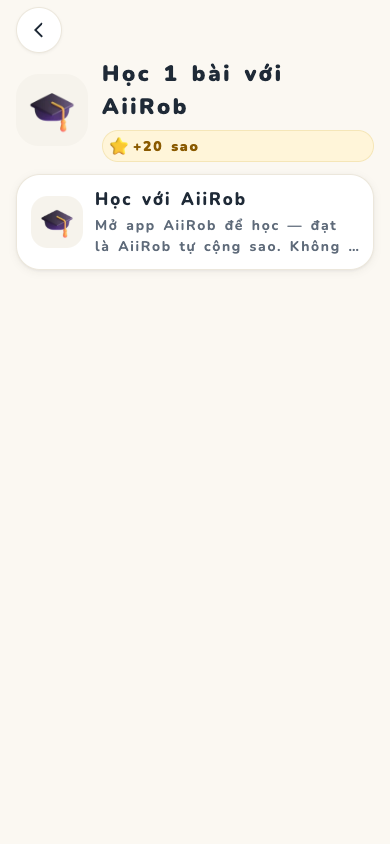 Học 1 bài với
AiiRob
+20 sao
Học với AiiRob
Mở app AiiRob để học — đạt
là AiiRob tự cộng sao. Không …